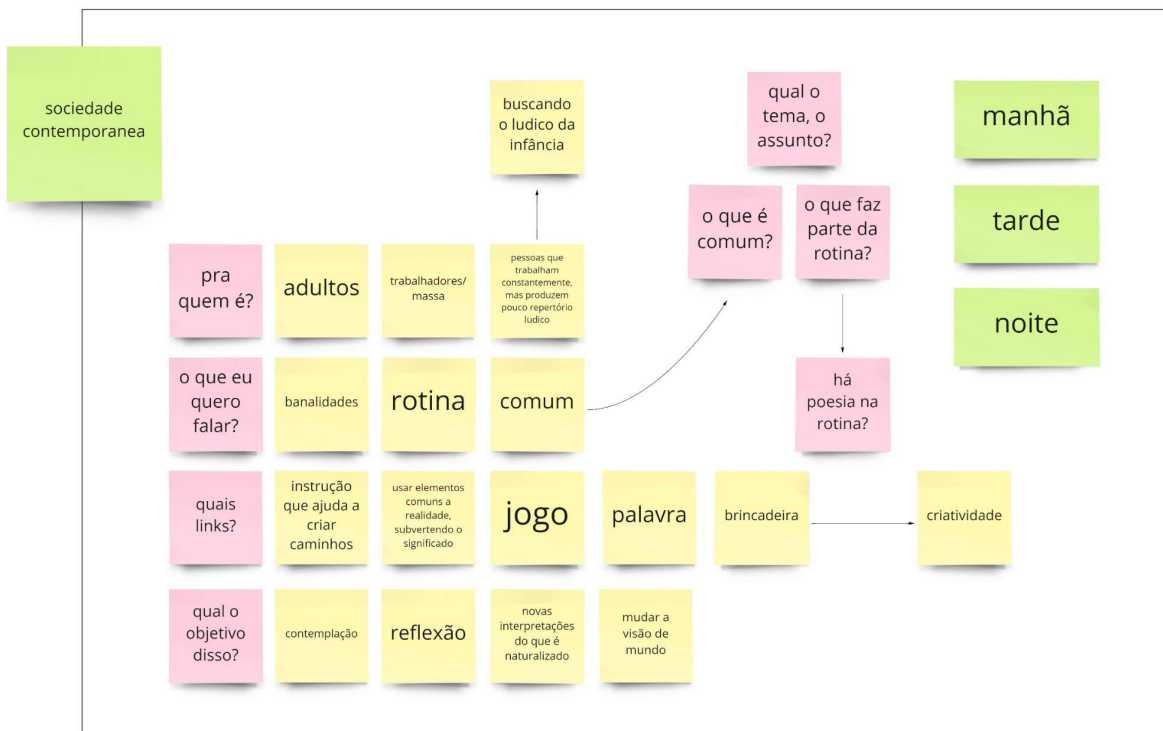 sociedade
contemporanea
buscando
o ludico da
infância
qual o
tema, o
assunto?
manhã
o que é
comum?
o que faz
parte da
rotina?
tarde
pra
quem é?
adultos
trabalhadores/
massa
pessoas que
trabalham
constantemente,
mas produzem
pouco repertório
ludico
noite
o que eu
quero
falar?
banalidades
rotina
comum
há
poesia na
rotina?
quais
links?
instrução
que ajuda a
criar
caminhos
usar elementos
comuns a
realidade,
subvertendo o
significado
jogo
palavra
brincadeira
criatividade
qual o
objetivo
disso?
contemplação
reflexão
novas
interpretações
do que é
naturalizado
mudar a
visão de
mundo